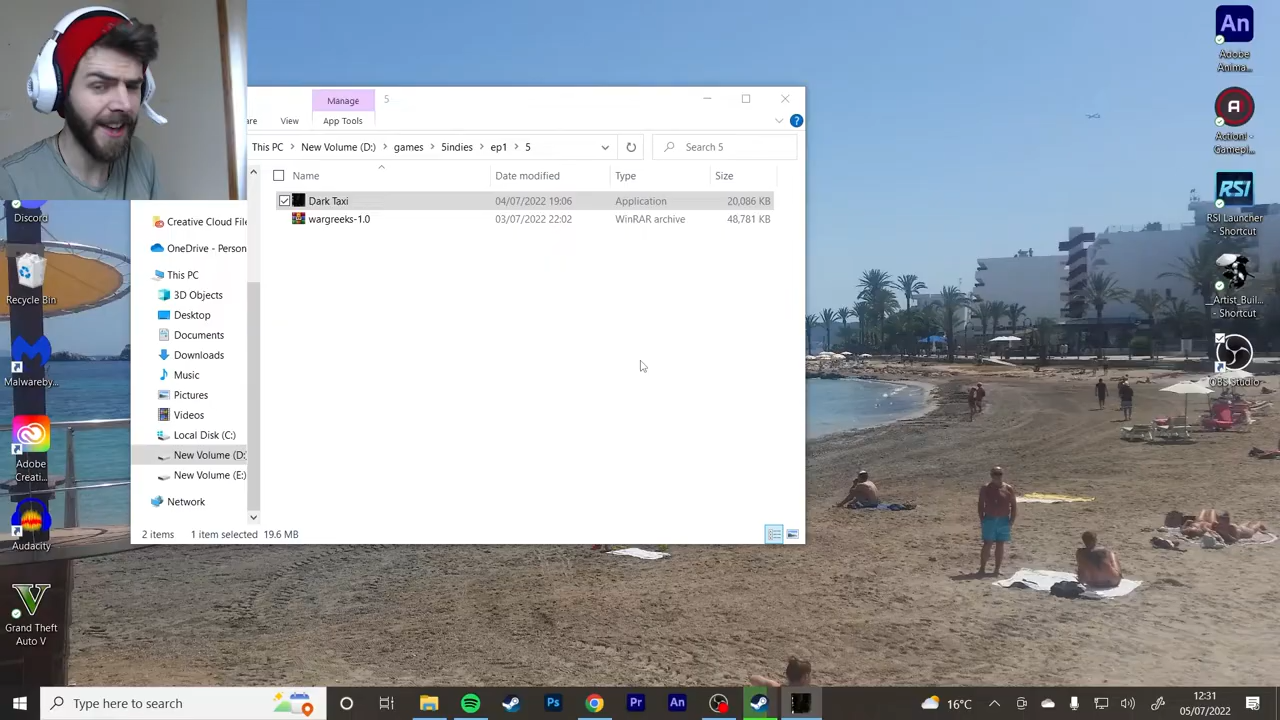 Manage
5
are
View
App Tools
This PC
New Volume (D:)
games
5indies
ep1
5
Search 5
Name
Date modified
Type
Size
Dark Taxi
04/07/2022 19:06
Application
20,086 KB
wargreeks-1.0
03/07/2022 22:02
WinRAR archive
48,781 KB
Creative Cloud File
OneDrive - Person
This PC
3D Objects
Desktop
Documents
Downloads
Music
Pictures
Videos
Local Disk (C:)
New Volume (D:
New Volume (E:)
Network
2 items
1 item selected 19.6 MB
Discord
Recycle Bin
Malwareby...
Adobe
Creati...
Audacity
Grand Theft
Auto V
An
Adobe
Anima...
A
Action! -
Gamepl...
RSI
RSI Launcher
- Shortcut
_Artist_Buil...
- Shortcut
OBS Studio
Type here to search
Ps
Pr
An
16°C
12:31
05/07/2022